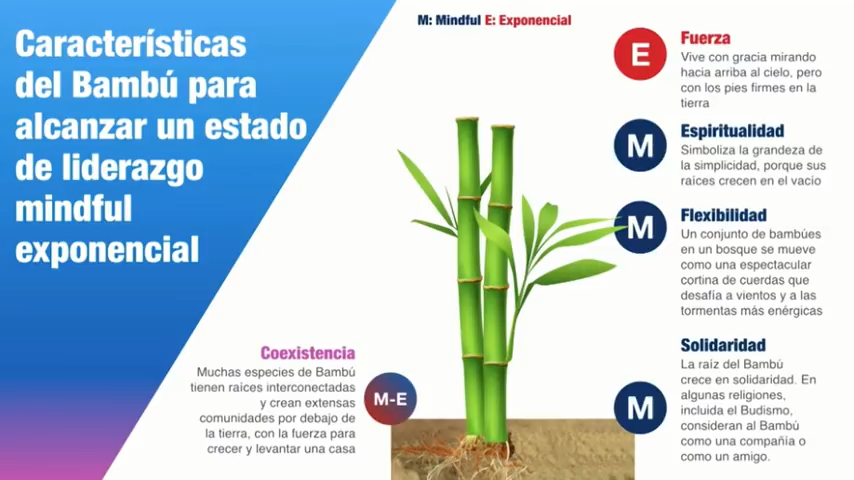 Características
del Bambú para
alcanzar un estado
de liderazgo
mindful
exponencial
M: Mindful E: Exponencial
E
Fuerza
Vive con gracia mirando
hacia arriba al cielo, pero
con los pies firmes en la
tierra
M
Espiritualidad
Simboliza la grandeza de
la simplicidad, porque sus
raíces crecen en el vacío
M
Flexibilidad
Un conjunto de bambúes
en un bosque se mueve
como una espectacular
cortina de cuerdas que
desafía a vientos y a las
tormentas más enérgicas
M
Solidaridad
La raíz del Bambú
crece en solidaridad. En
algunas religiones,
incluida el Budismo,
consideran al Bambú
como una compañía o
como un amigo.
Coexistencia
Muchas especies de Bambú
tienen raíces interconectadas
y crean extensas
comunidades por debajo de
la tierra, con la fuerza para
crecer y levantar una casa
M-E